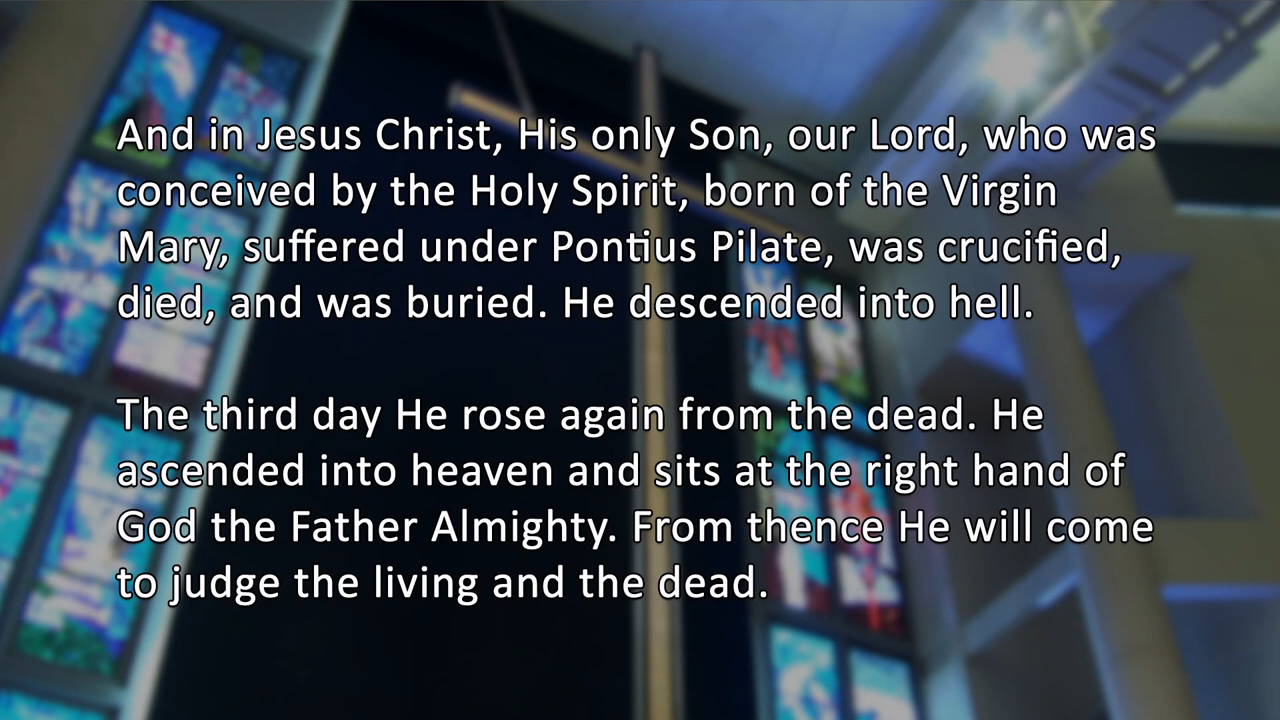 And in Jesus Christ, His only Son, our Lord, who was
conceived by the Holy Spirit, born of the Virgin
Mary, suffered under Pontius Pilate, was crucified,
died, and was buried. He descended into hell.
The third day He rose again from the dead. He
ascended into heaven and sits at the right hand of
God the Father Almighty. From thence He will come
to judge the living and the dead.